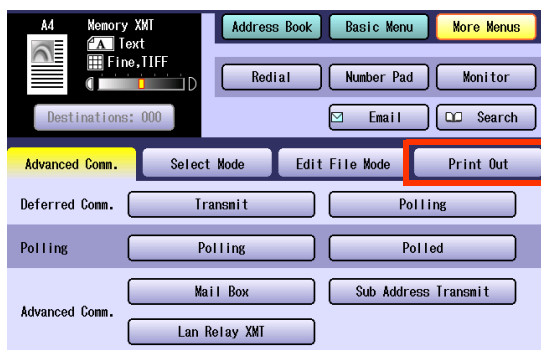 A4 Memory XMT
A Text
Fine,TIFF
D
Destinations: 000
Address Book Basic Menu More Menus
Redial Number Pad Monitor
Email Search
Advanced Comm. Select Mode Edit File Mode Print Out
Deferred Comm. Transmit Polling
Polling Polling Polled
Advanced Comm. Mail Box Sub Address Transmit
Lan Relay XMT